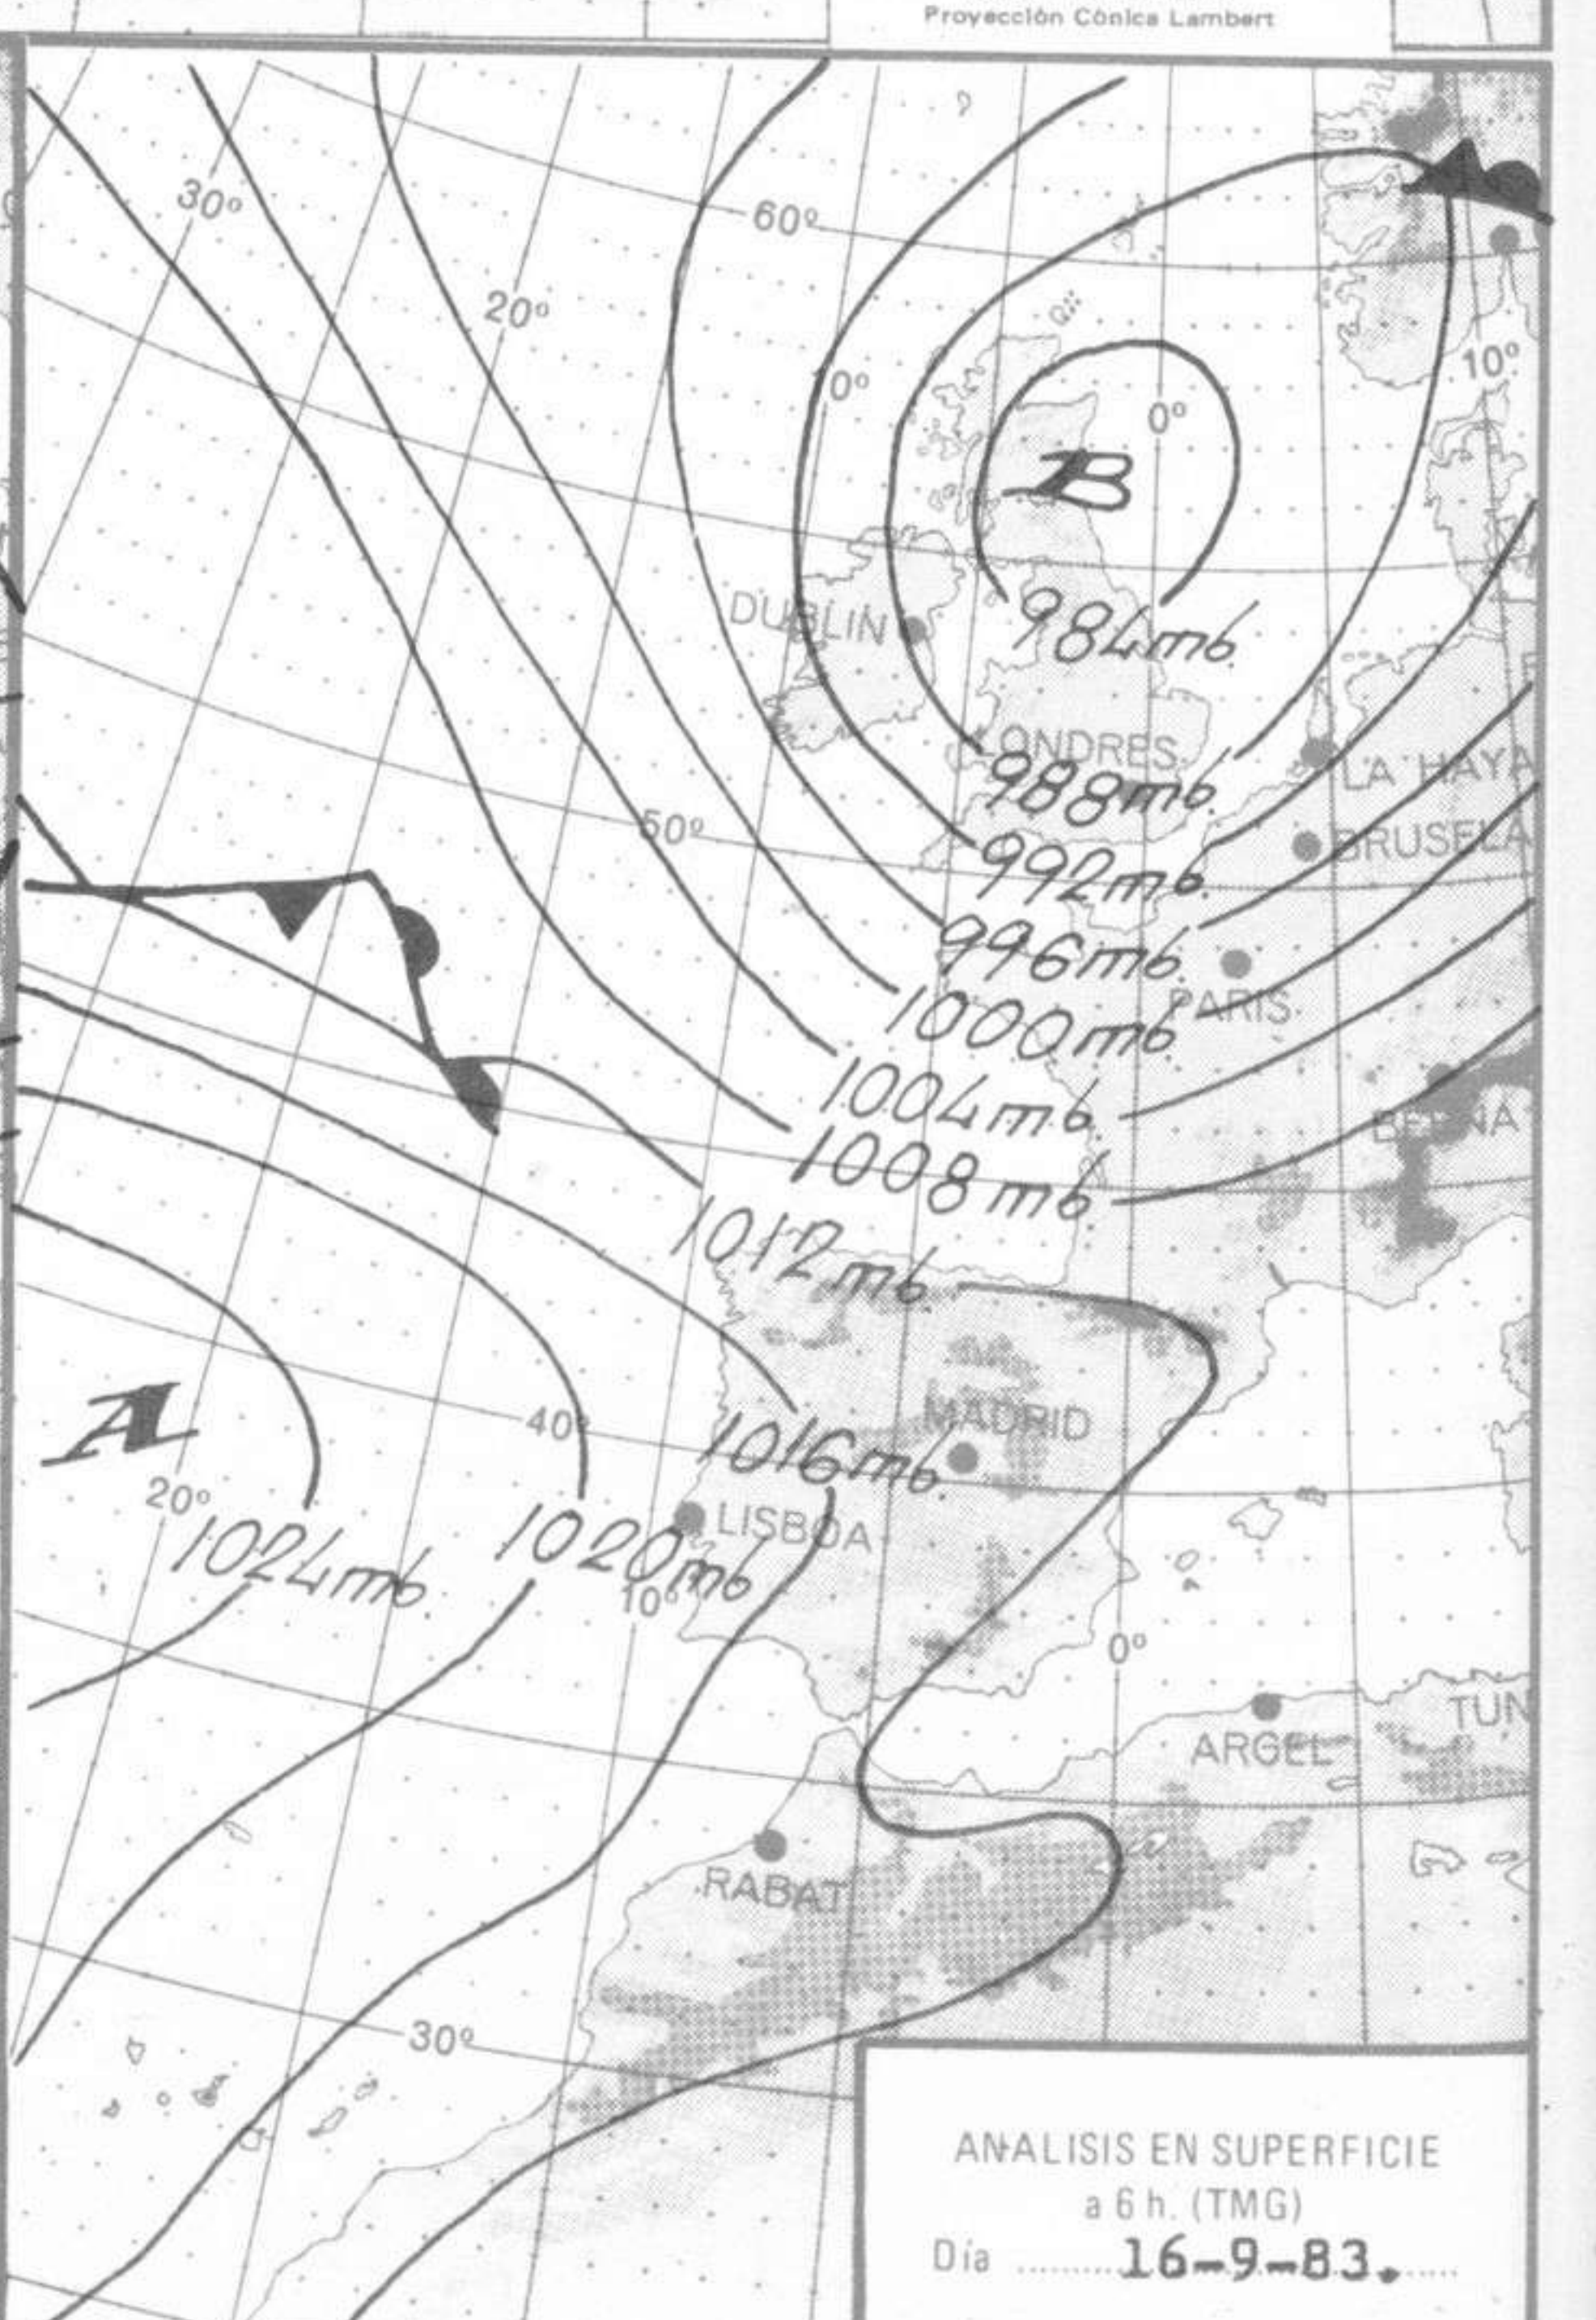 Proyección Cónica Lambert
30º
60º
20º
10º
10º
0º
B
DUBLIN
984mb.
LONDRES.
988mb.
LA HAYA
50º
992mb.
BRUSELA
996mb.
PARIS.
1000mb.
1004mb.
BERNA
1008mb.
1012mb.
A
40º
MADRID
1016mb.
20º
LISBOA
1024mb.
1020mb
10º
0º
TUN
ARGEL
RABAT
30º
ANALISIS EN SUPERFICIE
a 6 h. (TMG)
Día 16-9-83.